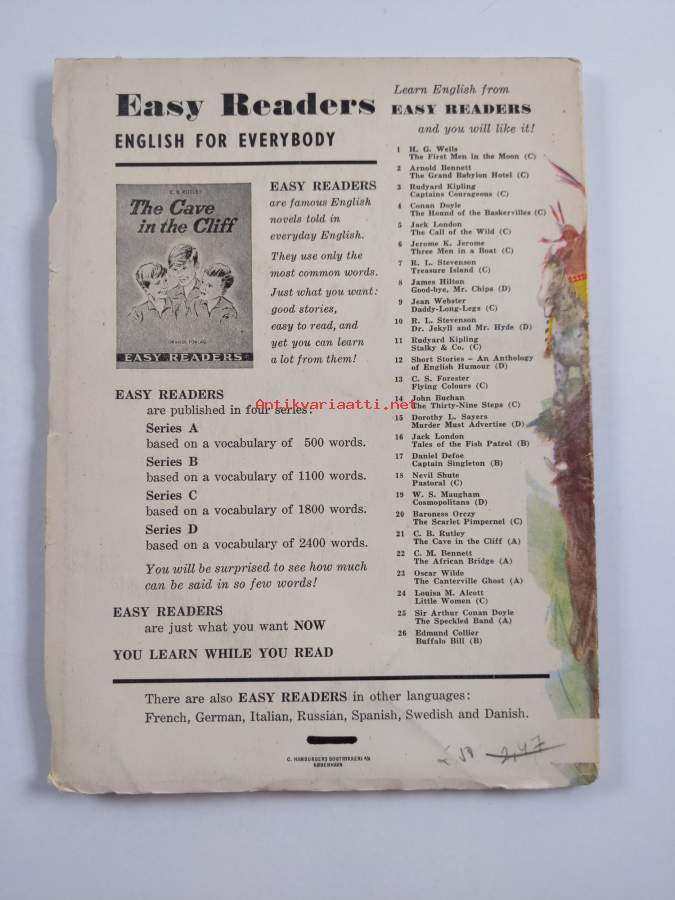 Easy Readers
ENGLISH FOR EVERYBODY
C. B. RUTLEY
The Cave
in the Cliff
EASY READERS
EASY READERS
are famous English
novels told in
everyday English.
They use only the
most common words.
Just what you want:
good stories,
easy to read, and
yet you can learn
a lot from them!
EASY READERS
are published in four series:
Series A
based on a vocabulary of 500 words.
Series B
based on a vocabulary of 1100 words.
Series C
based on a vocabulary of 1800 words.
Series D
based on a vocabulary of 2400 words.
You will be surprised to see how much
can be said in so few words!
EASY READERS
are just what you want NOW
YOU LEARN WHILE YOU READ
Learn English from
EASY READERS
and you will like it!
1 H. G. Wells
The First Men in the Moon (C)
2 Arnold Bennett
The Grand Babylon Hotel (C)
3 Rudyard Kipling
Captains Courageous (C)
4 Conan Doyle
The Hound of the Baskervilles (C)
5 Jack London
The Call of the Wild (C)
6 Jerome K. Jerome
Three Men in a Boat (C)
7 R. L. Stevenson
Treasure Island (C)
8 James Hilton
Good-bye, Mr. Chips (D)
9 Jean Webster
Daddy-Long-Legs (C)
10 R. L. Stevenson
Dr. Jekyll and Mr. Hyde (D)
11 Rudyard Kipling
Stalky & Co. (C)
12 Short Stories – An Anthology
of English Humour (D)
13 C. S. Forester
Flying Colours (C)
14 John Buchan
The Thirty-Nine Steps (C)
15 Dorothy L. Sayers
Murder Must Advertise (D)
16 Jack London
Tales of the Fish Patrol (B)
17 Daniel Defoe
Captain Singleton (B)
18 Nevil Shute
Pastoral (C)
19 W. S. Maugham
Cosmopolitans (D)
20 Baroness Orczy
The Scarlet Pimpernel (C)
21 C. B. Rutley
The Cave in the Cliff (A)
22 C. M. Bennett
The African Bridge (A)
23 Oscar Wilde
The Canterville Ghost (A)
24 Louisa M. Alcott
Little Women (C)
25 Sir Arthur Conan Doyle
The Speckled Band (A)
26 Edmund Collier
Buffalo Bill (B)
Antikvariaatti.net
There are also EASY READERS in other languages:
French, German, Italian, Russian, Spanish, Swedish and Danish.
C. HAMBURGERS BOGTRYKKERI A/S
KØBENHAVN
2,47